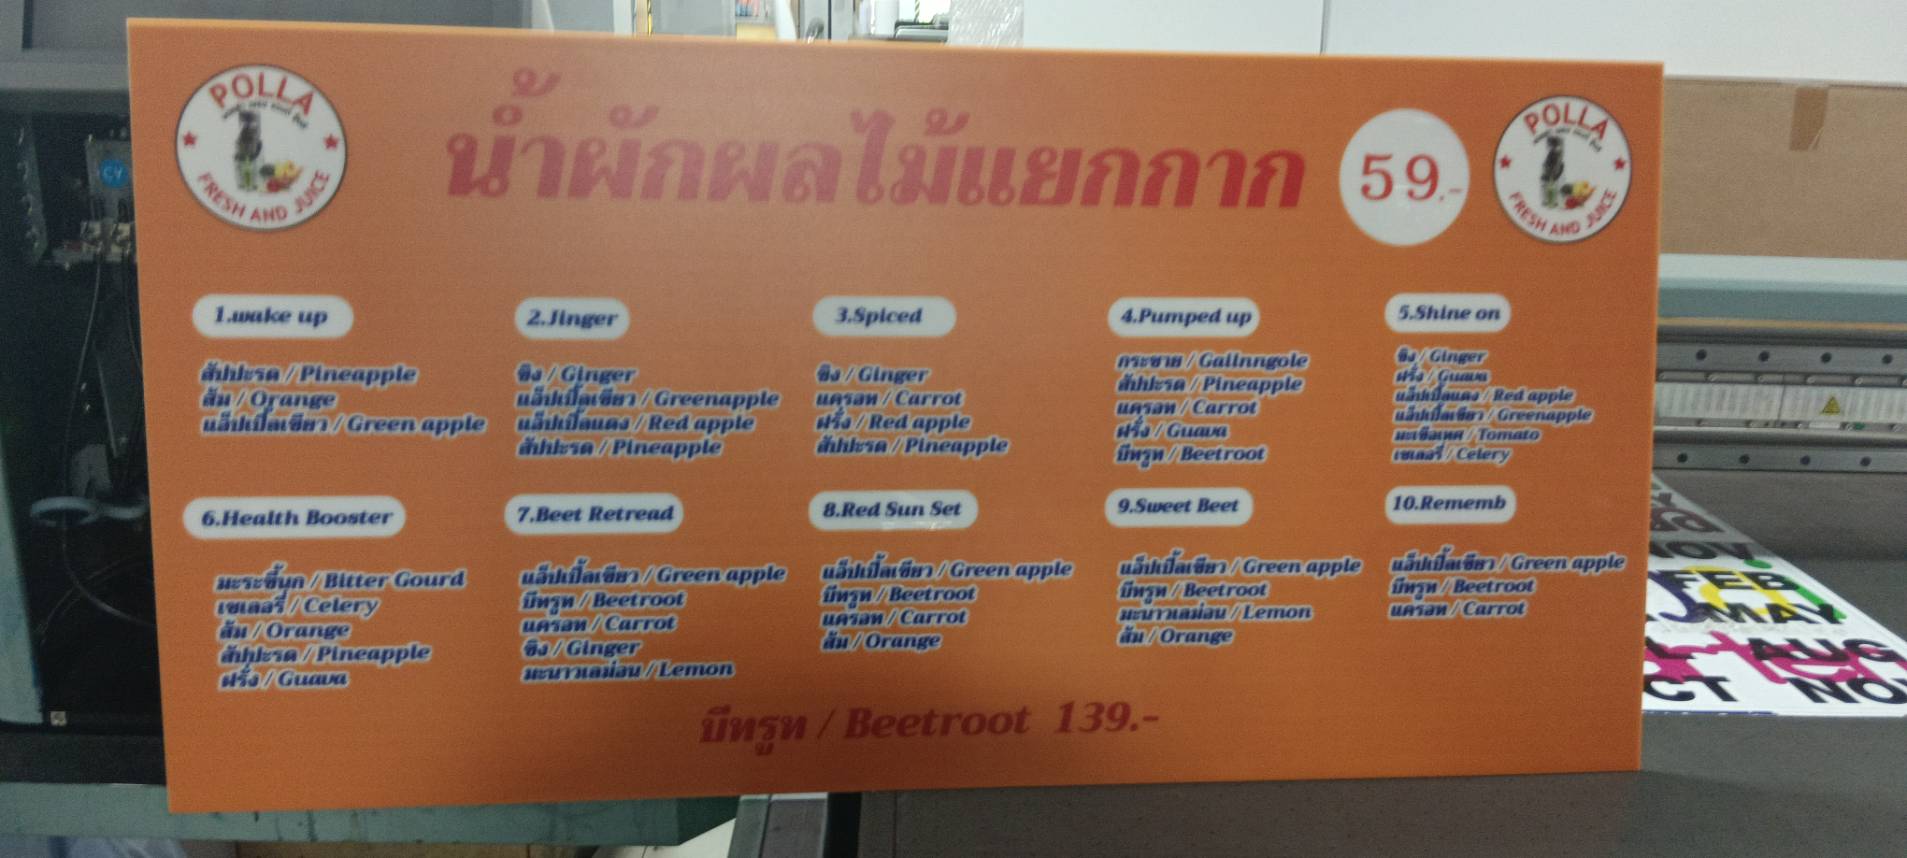 POLLA
FRESH AND JUICE
น้ำผักผลไม้แยกกาก
59.-
POLLA
FRESH AND JUICE
1.wake up
สัปปะรด / Pineapple
ส้ม / Orange
แอ็ปเปิ้ลเขียว / Green apple
2.Jinger
ขิง / Ginger
แอ็ปเปิ้ลเขียว / Greenapple
แอ็ปเปิ้ลแดง / Red apple
สัปปะรด / Pineapple
3.Spiced
ขิง / Ginger
แครอท / Carrot
ฝรั่ง / Red apple
สัปปะรด / Pineapple
4.Pumped up
กระชาย / Galinngole
สัปปะรด / Pineapple
แครอท / Carrot
ฝรั่ง / Guava
บีทรูท / Beetroot
5.Shine on
ขิง / Ginger
ฝรั่ง / Guava
แอ็ปเปิ้ลแดง / Red apple
แอ็ปเปิ้ลเขียว / Greenapple
มะเขือเทศ / Tomato
เซเลอรี่ / Celery
6.Health Booster
มะระขี้นก / Bitter Gourd
เซเลอรี่ / Celery
ส้ม / Orange
สัปปะรด / Pineapple
ฝรั่ง / Guava
7.Beet Retread
แอ็ปเปิ้ลเขียว / Green apple
บีทรูท / Beetroot
แครอท / Carrot
ขิง / Ginger
มะนาวเลม่อน / Lemon
8.Red Sun Set
แอ็ปเปิ้ลเขียว / Green apple
บีทรูท / Beetroot
แครอท / Carrot
ส้ม / Orange
9.Sweet Beet
แอ็ปเปิ้ลเขียว / Green apple
บีทรูท / Beetroot
มะนาวเลม่อน / Lemon
ส้ม / Orange
10.Rememb
แอ็ปเปิ้ลเขียว / Green apple
บีทรูท / Beetroot
แครอท / Carrot
บีทรูท / Beetroot 139.-
CY
NOV
FEB
MAY
AUG
CT NO